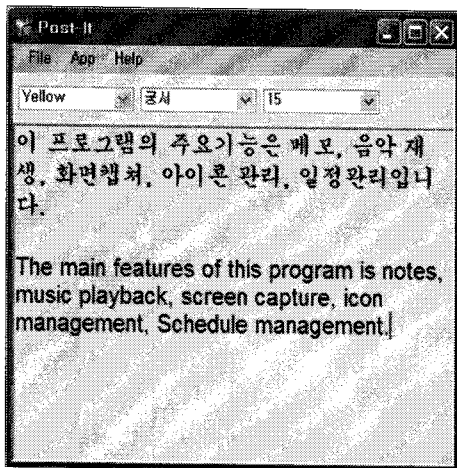 Post-It
File App Help
Yellow 궁서 15
이 프로그램의 주요기능은 메모, 음악 재
생, 화면챕쳐, 아이콘 관리, 일정관리입니
다.
The main features of this program is notes,
music playback, screen capture, icon
management, Schedule management.